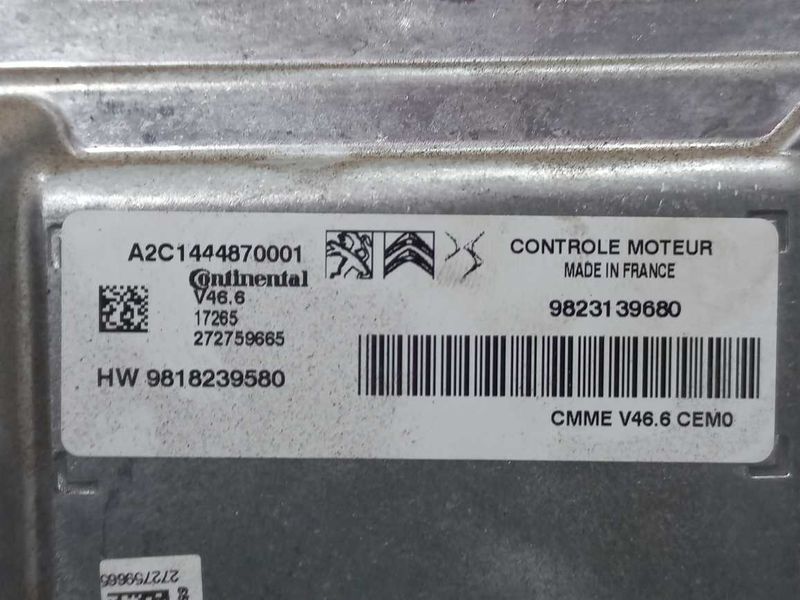 A2C1444870001
Continental
V46.6
17265
272759665
HW 9818239580
CONTROLE MOTEUR
MADE IN FRANCE
9823139680
CMME V46.6 CEM0
272759665